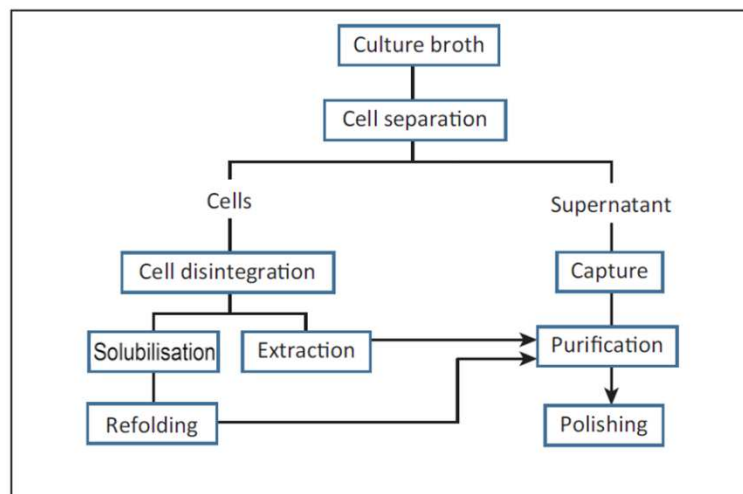 Culture broth
Cell separation
Cells
Supernatant
Cell disintegration
Capture
Solubilisation
Extraction
Purification
Refolding
Polishing